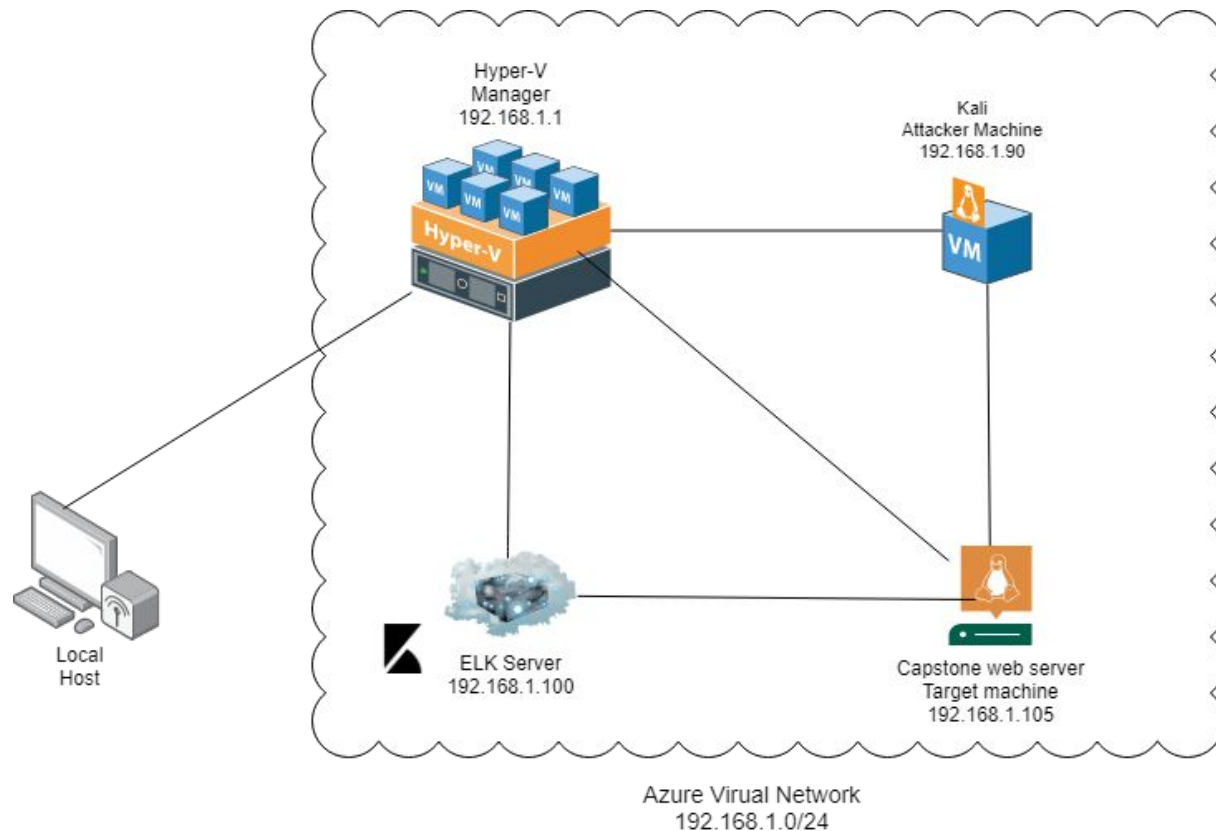 Hyper-V
Manager
192.168.1.1
Kali
Attacker Machine
192.168.1.90
VM
VM
VM
VM
VM
VM
Hyper-V
VM
Local
Host
ELK Server
192.168.1.100
Capstone web server
Target machine
192.168.1.105
Azure Virual Network
192.168.1.0/24